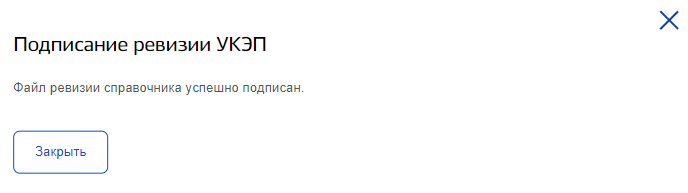 Подписание ревизии УКЭП
Файл ревизии справочника успешно подписан.
Закрыть